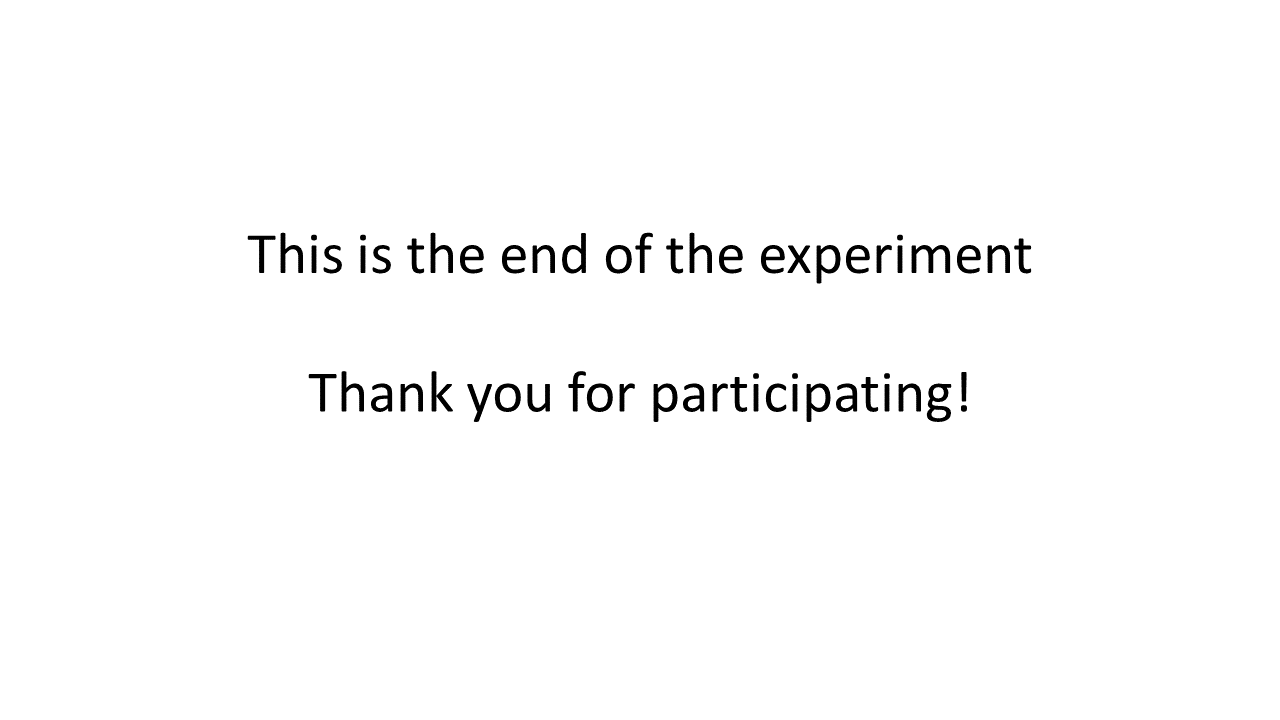 This is the end of the experiment
Thank you for participating!